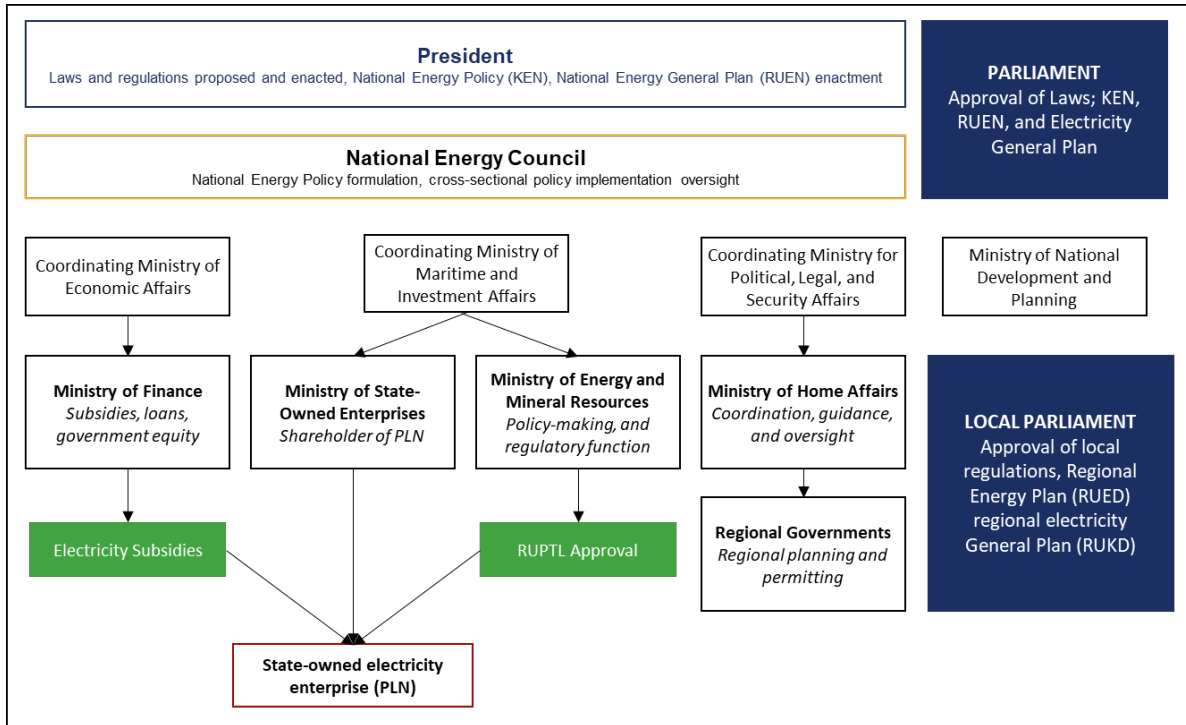 President
Laws and regulations proposed and enacted, National Energy Policy (KEN), National Energy General Plan (RUEN) enactment
PARLIAMENT
Approval of Laws; KEN,
RUEN, and Electricity
General Plan
National Energy Council
National Energy Policy formulation, cross-sectional policy implementation oversight
Coordinating Ministry of
Economic Affairs
Coordinating Ministry of
Maritime and
Investment Affairs
Coordinating Ministry for
Political, Legal, and
Security Affairs
Ministry of National
Development and
Planning
Ministry of Finance
Subsidies, loans,
government equity
Ministry of State-
Owned Enterprises
Shareholder of PLN
Ministry of Energy and
Mineral Resources
Policy-making, and
regulatory function
Ministry of Home Affairs
Coordination, guidance,
and oversight
LOCAL PARLIAMENT
Approval of local
regulations, Regional
Energy Plan (RUED)
regional electricity
General Plan (RUKD)
Electricity Subsidies
RUPTL Approval
Regional Governments
Regional planning and
permitting
State-owned electricity
enterprise (PLN)